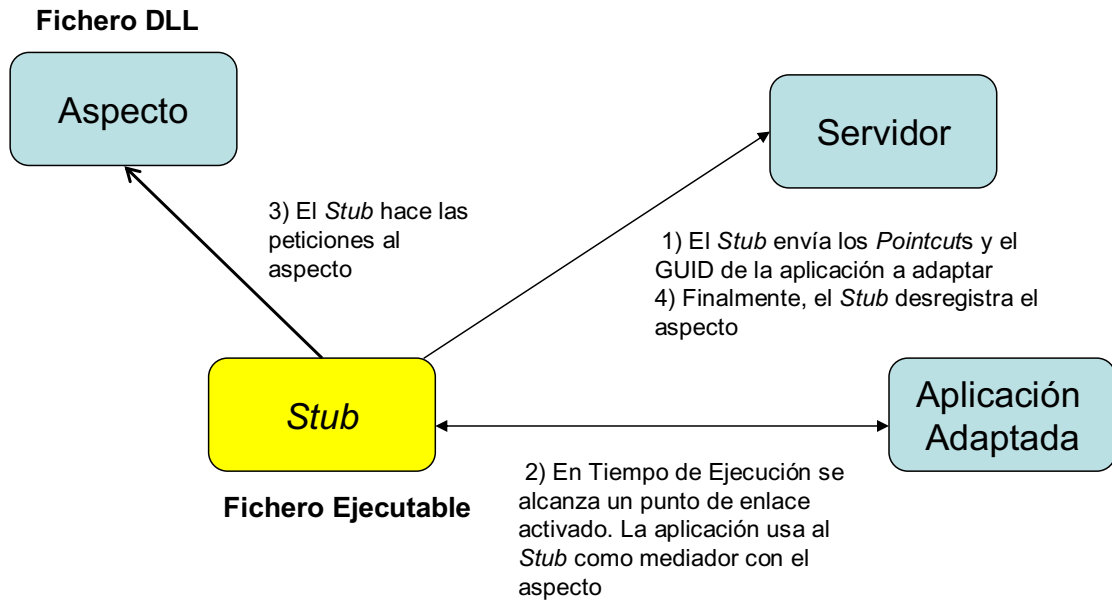 Fichero DLL
Aspecto
Servidor
3) El Stub hace las
peticiones al
aspecto
1) El Stub envía los Pointcuts y el
GUID de la aplicación a adaptar
4) Finalmente, el Stub desregistra el
aspecto
Stub
Fichero Ejecutable
Aplicación
Adaptada
2) En Tiempo de Ejecución se
alcanza un punto de enlace
activado. La aplicación usa al
Stub como mediador con el
aspecto